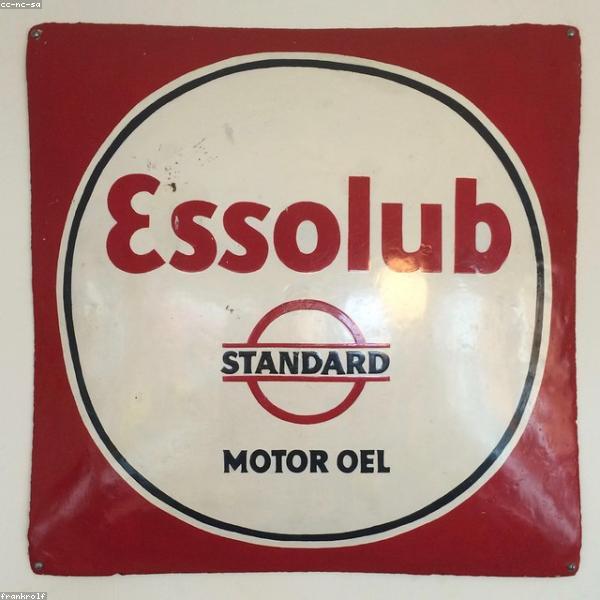 cc-nc-sa
Essolub
STANDARD
MOTOR OEL
frankrolf